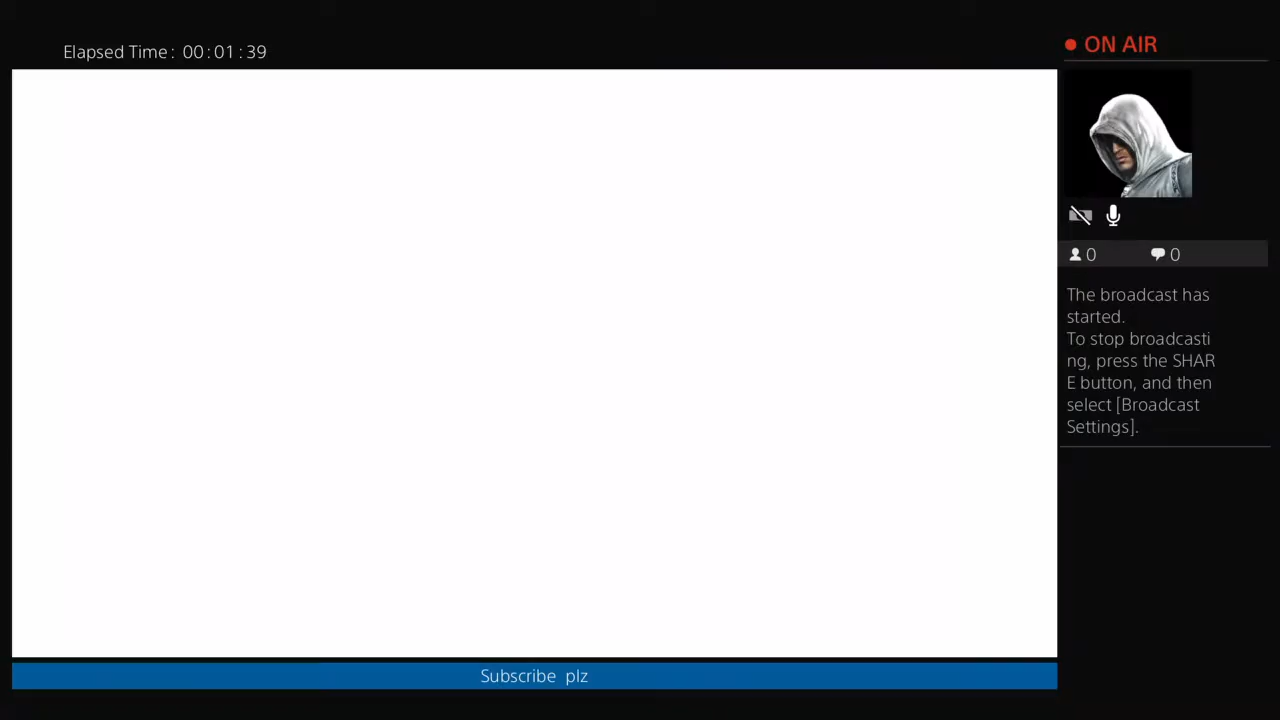 Elapsed Time: 00:01:39
ON AIR
0 0
The broadcast has
started.
To stop broadcasti
ng, press the SHAR
E button, and then
select [Broadcast
Settings].
Subscribe plz